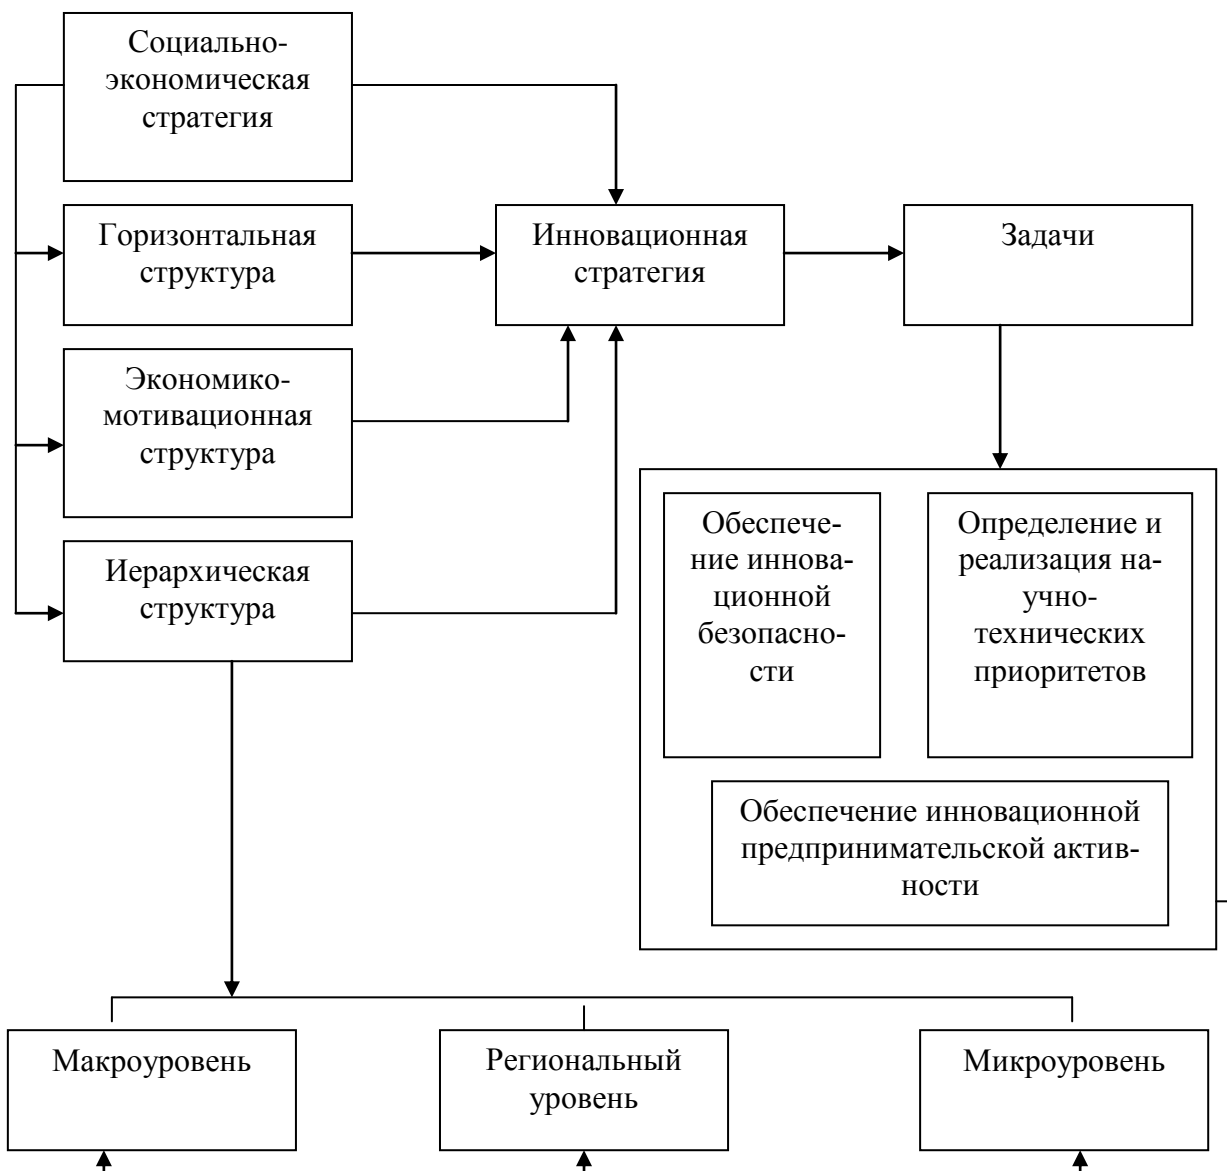 Социально-
экономическая
стратегия
Горизонтальная
структура
Инновационная
стратегия
Задачи
Экономико-
мотивационная
структура
Иерархическая
структура
Обеспече-
ние иннова-
ционной
безопасно-
сти
Определение и
реализация на-
учно-
технических
приоритетов
Обеспечение инновационной
предпринимательской актив-
ности
Макроуровень
Региональный
уровень
Микроуровень